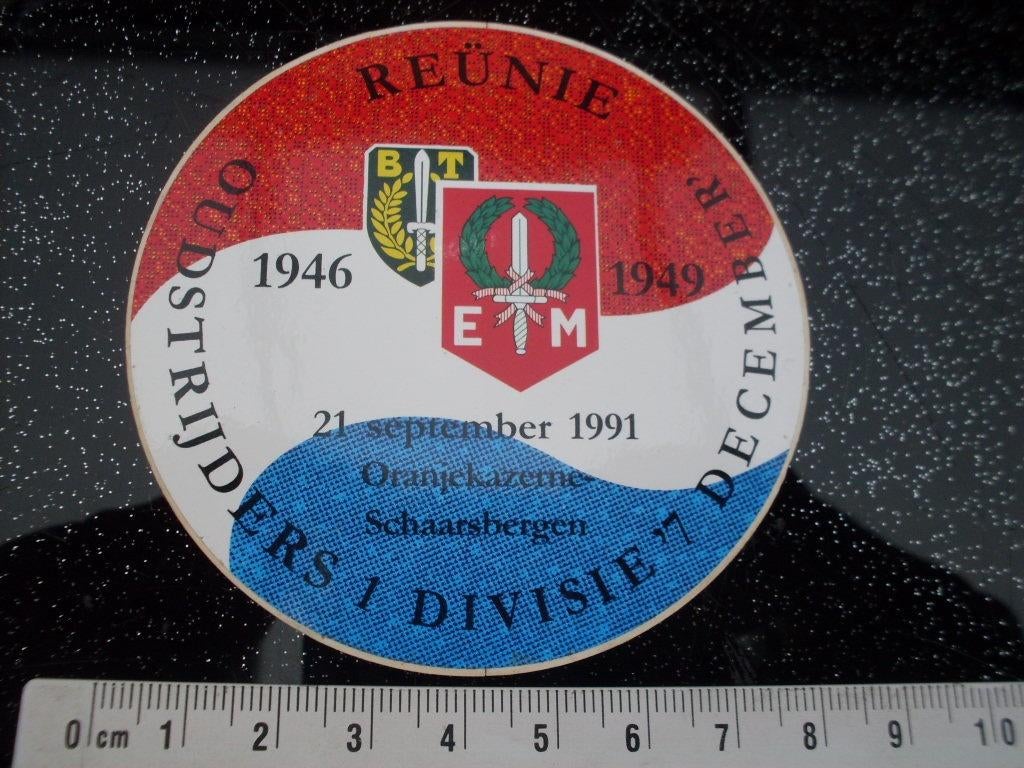 REÜNIE
OUDSTRIJDERS 1 DIVISIE '7 DECEMBER'
B T
E M
1946
1949
21 september 1991
Oranjekazerne-
Schaarsbergen
0 cm 1 2 3 4 5 6 7 8 9 10